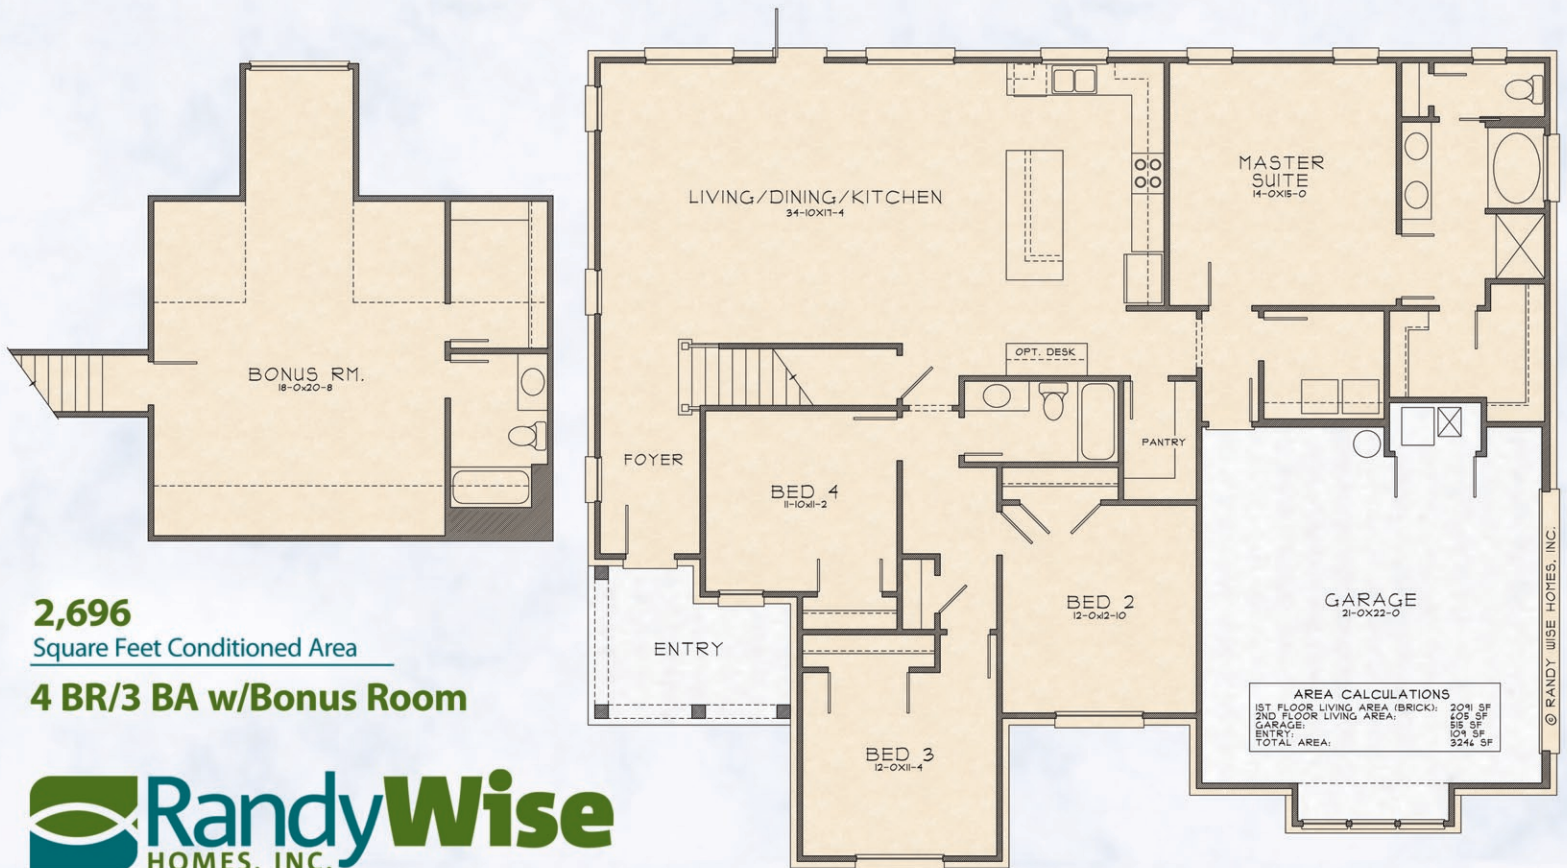 BONUS RM.
18-0x20-8
2,696
Square Feet Conditioned Area
4 BR/3 BA w/Bonus Room
RandyWise
HOMES, INC.
LIVING/DINING/KITCHEN
34-10X17-4
MASTER
SUITE
14-0X15-0
OPT. DESK
PANTRY
FOYER
BED 4
11-10x11-2
ENTRY
BED 2
12-0x12-10
BED 3
12-0X11-4
GARAGE
21-0X22-0
AREA CALCULATIONS
1ST FLOOR LIVING AREA (BRICK): 2091 SF
2ND FLOOR LIVING AREA: 605 SF
GARAGE: 515 SF
ENTRY: 109 SF
TOTAL AREA: 3246 SF
© RANDY WISE HOMES, INC.